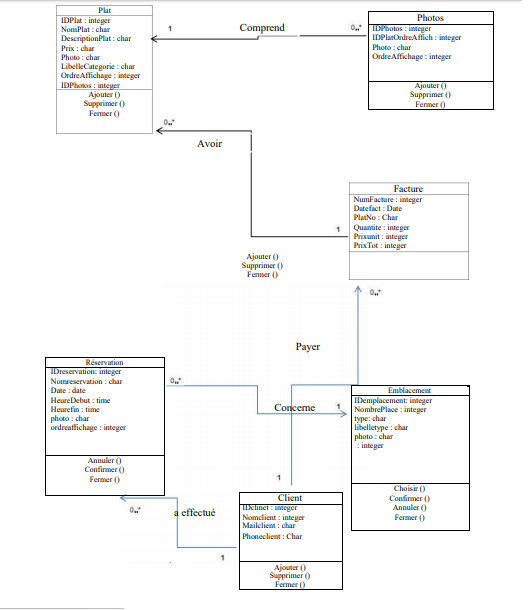 Plat
IDPlat : integer
NomPlat : char
DescriptionPlat : char
Prix : char
Photo : char
LibelleCategorie : char
OrdreAffichage : integer
IDPhotos : integer
Ajouter ()
Supprimer ()
Fermer ()
1
Comprend
0..*
Photos
IDPhotos : integer
IDPlatOrdreAffich : integer
Photo : char
OrdreAffichage : integer
Ajouter ()
Supprimer ()
Fermer ()
0..*
Avoir
1
Facture
NumFacture : integer
Datefact : Date
PlatNo : Char
Quantite : integer
Prixunit : integer
PrixTot : integer
Ajouter ()
Supprimer ()
Fermer ()
0..*
Payer
1
Réservation
IDreservation: integer
Nomreservation : char
Date : date
HeureDebut : time
Heurefin : time
photo : char
ordreaffichage : integer
Annuler ()
Confirmer ()
Fermer ()
0..*
Concerne
1
Emblacement
IDemplacement: integer
NombrePlace : integer
type: char
libelletype : char
photo : char
: integer
Choisir ()
Confirmer ()
Annuler ()
Fermer ()
0..*
a effectué
1
Client
IDclinet : integer
Nomclient : integer
Mailclient : char
Phoneclient : Char
Ajouter ()
Supprimer ()
Fermer ()